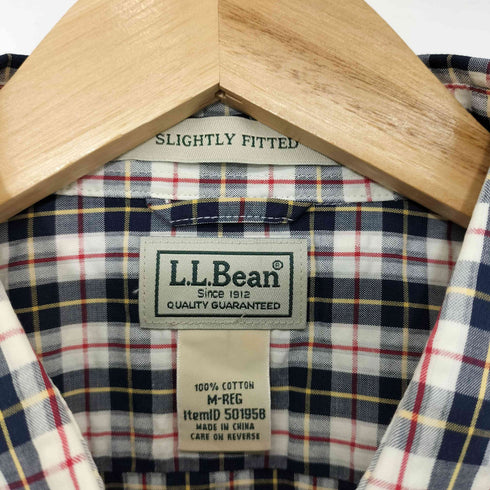 SLIGHTLY FITTED
L.L.Bean®
Since 1912
QUALITY GUARANTEED
100% COTTON
M-REG
ItemID 501958
MADE IN CHINA
CARE ON REVERSE